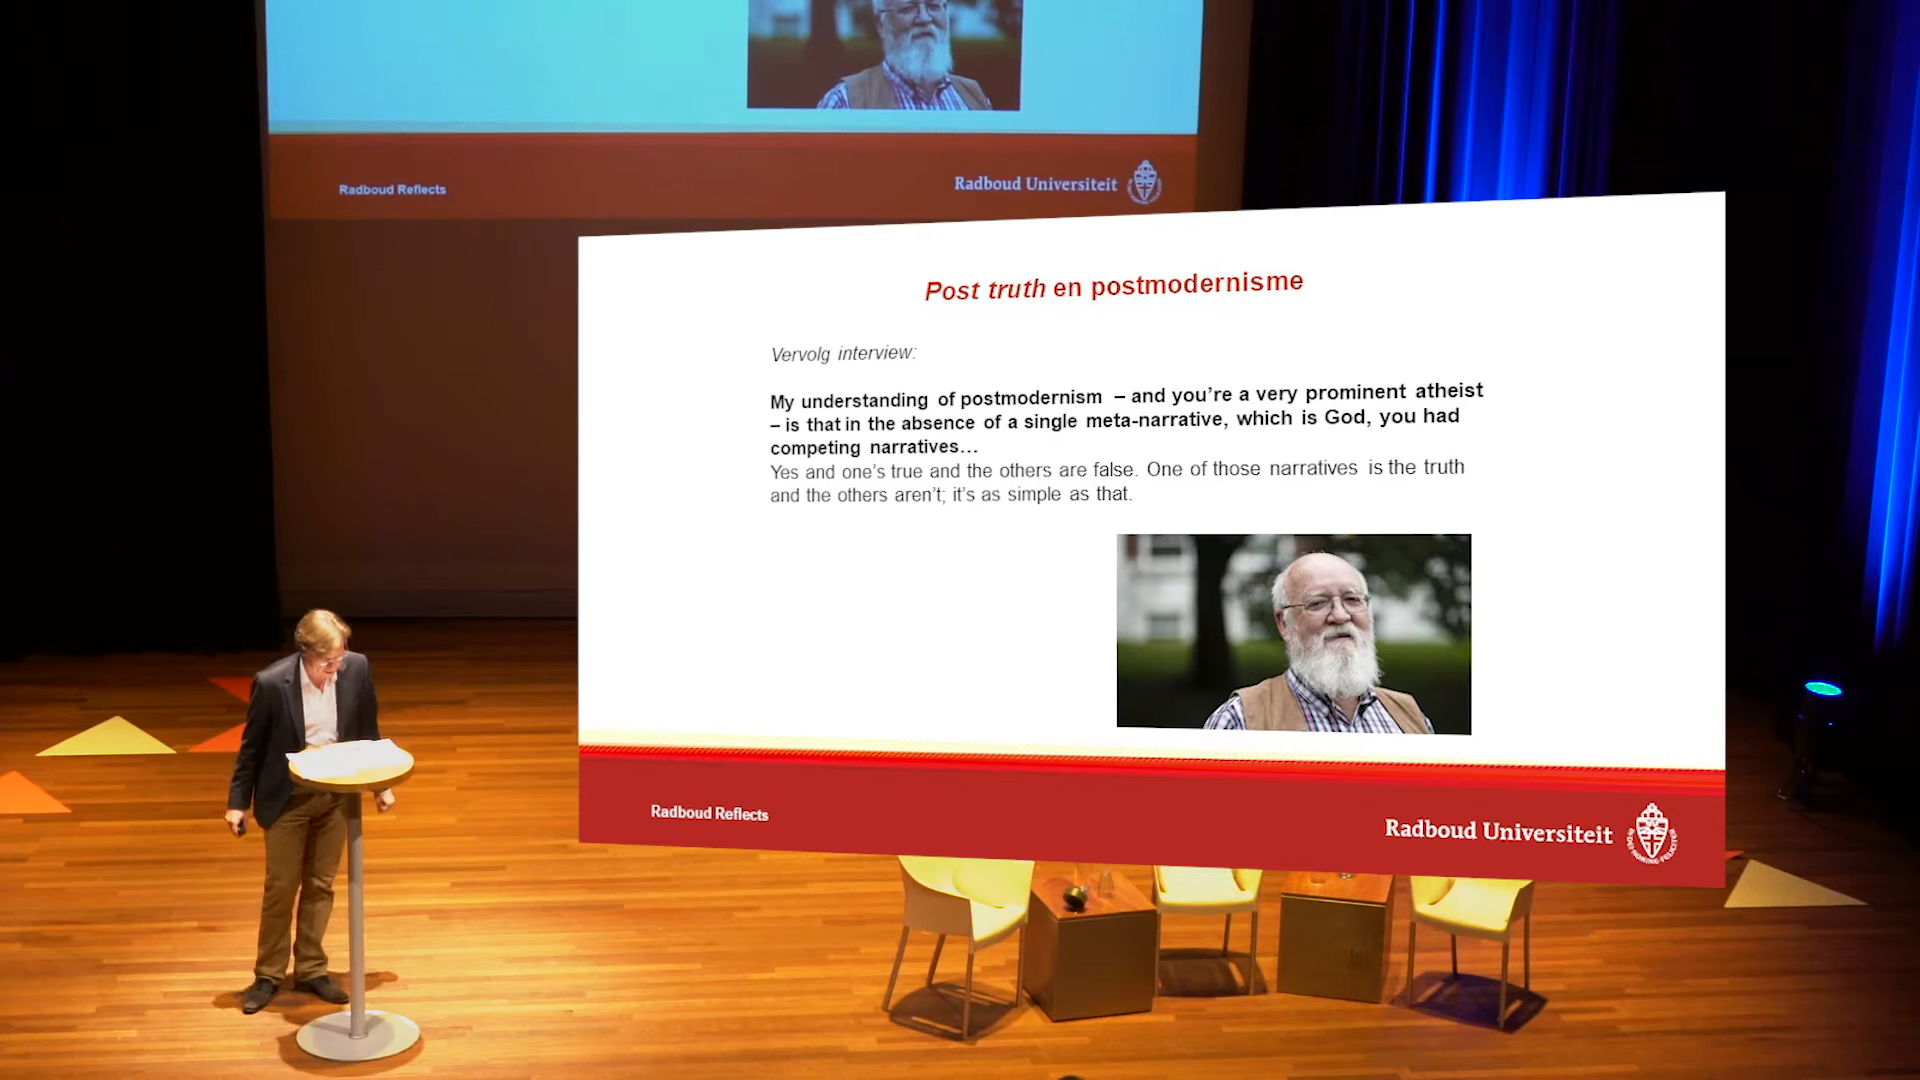 Radboud Reflects
Radboud Universiteit
Post truth en postmodernisme
Vervolg interview:
My understanding of postmodernism – and you’re a very prominent atheist
– is that in the absence of a single meta-narrative, which is God, you had
competing narratives…
Yes and one’s true and the others are false. One of those narratives is the truth
and the others aren’t; it’s as simple as that.
Radboud Reflects
Radboud Universiteit